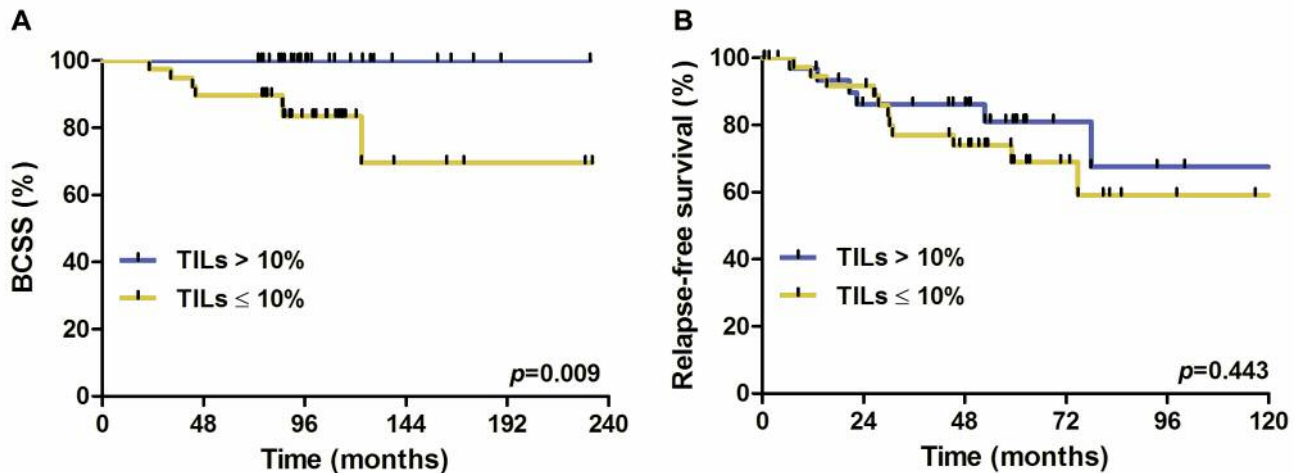 A
BCSS (%)
100
80
60
40
20
0
TILs > 10%
TILs ≤ 10%
p=0.009
0 48 96 144 192 240
Time (months)
B
Relapse-free survival (%)
100
80
60
40
20
0
TILs > 10%
TILs ≤ 10%
p=0.443
0 24 48 72 96 120
Time (months)